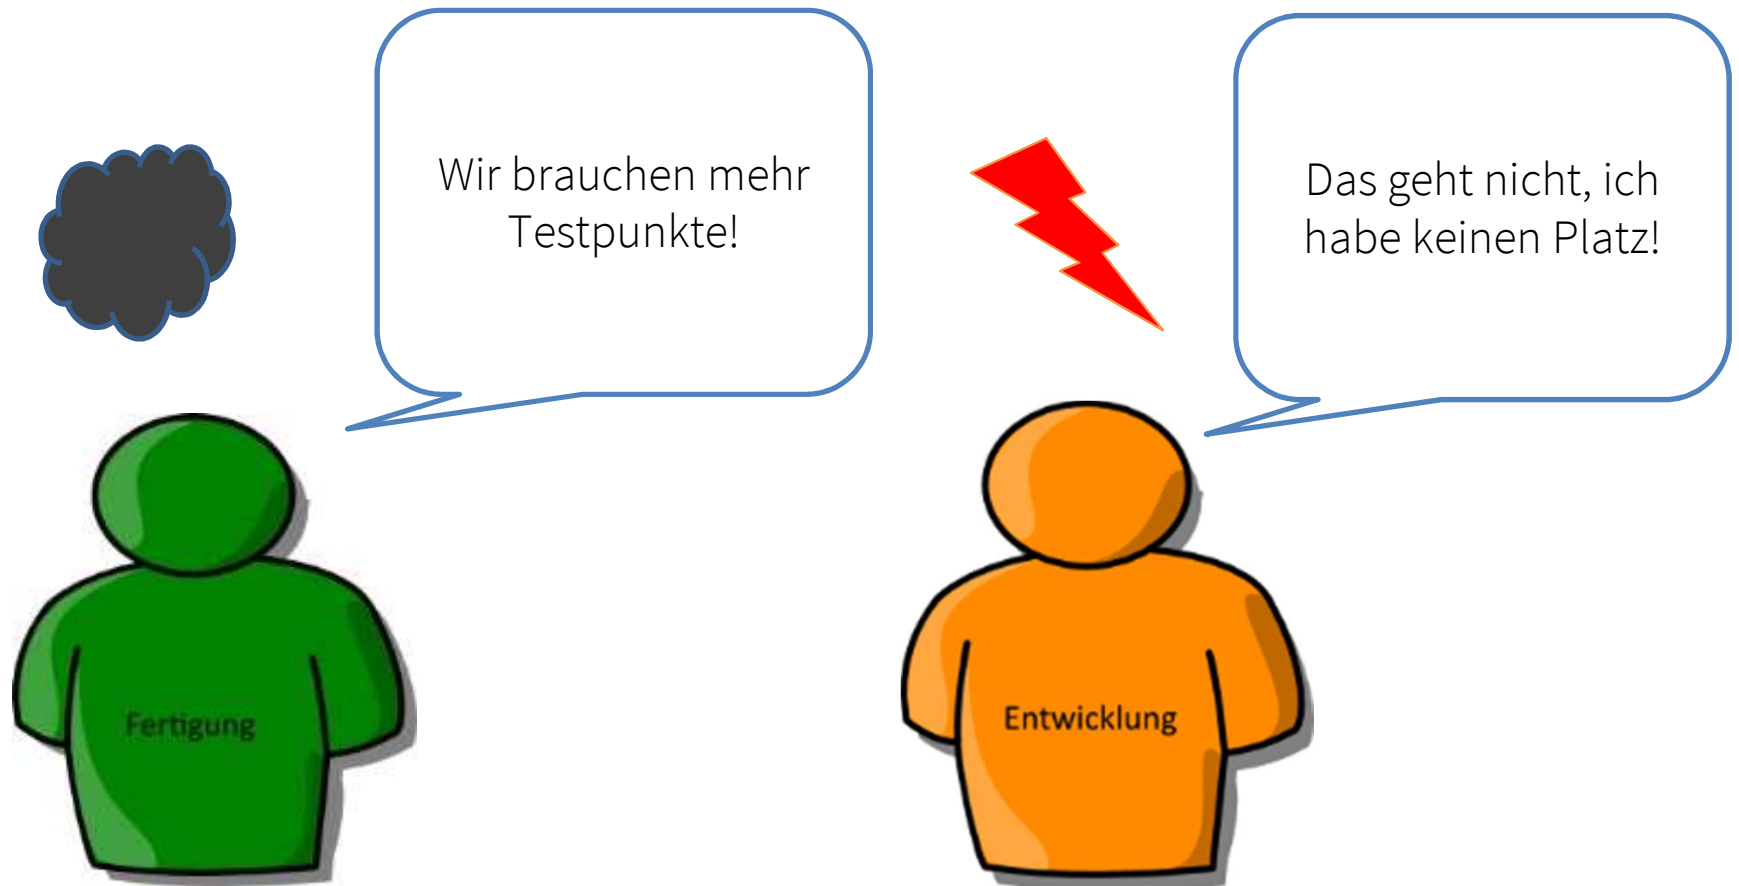 Wir brauchen mehr
Testpunkte!
Das geht nicht, ich
habe keinen Platz!
Fertigung
Entwicklung